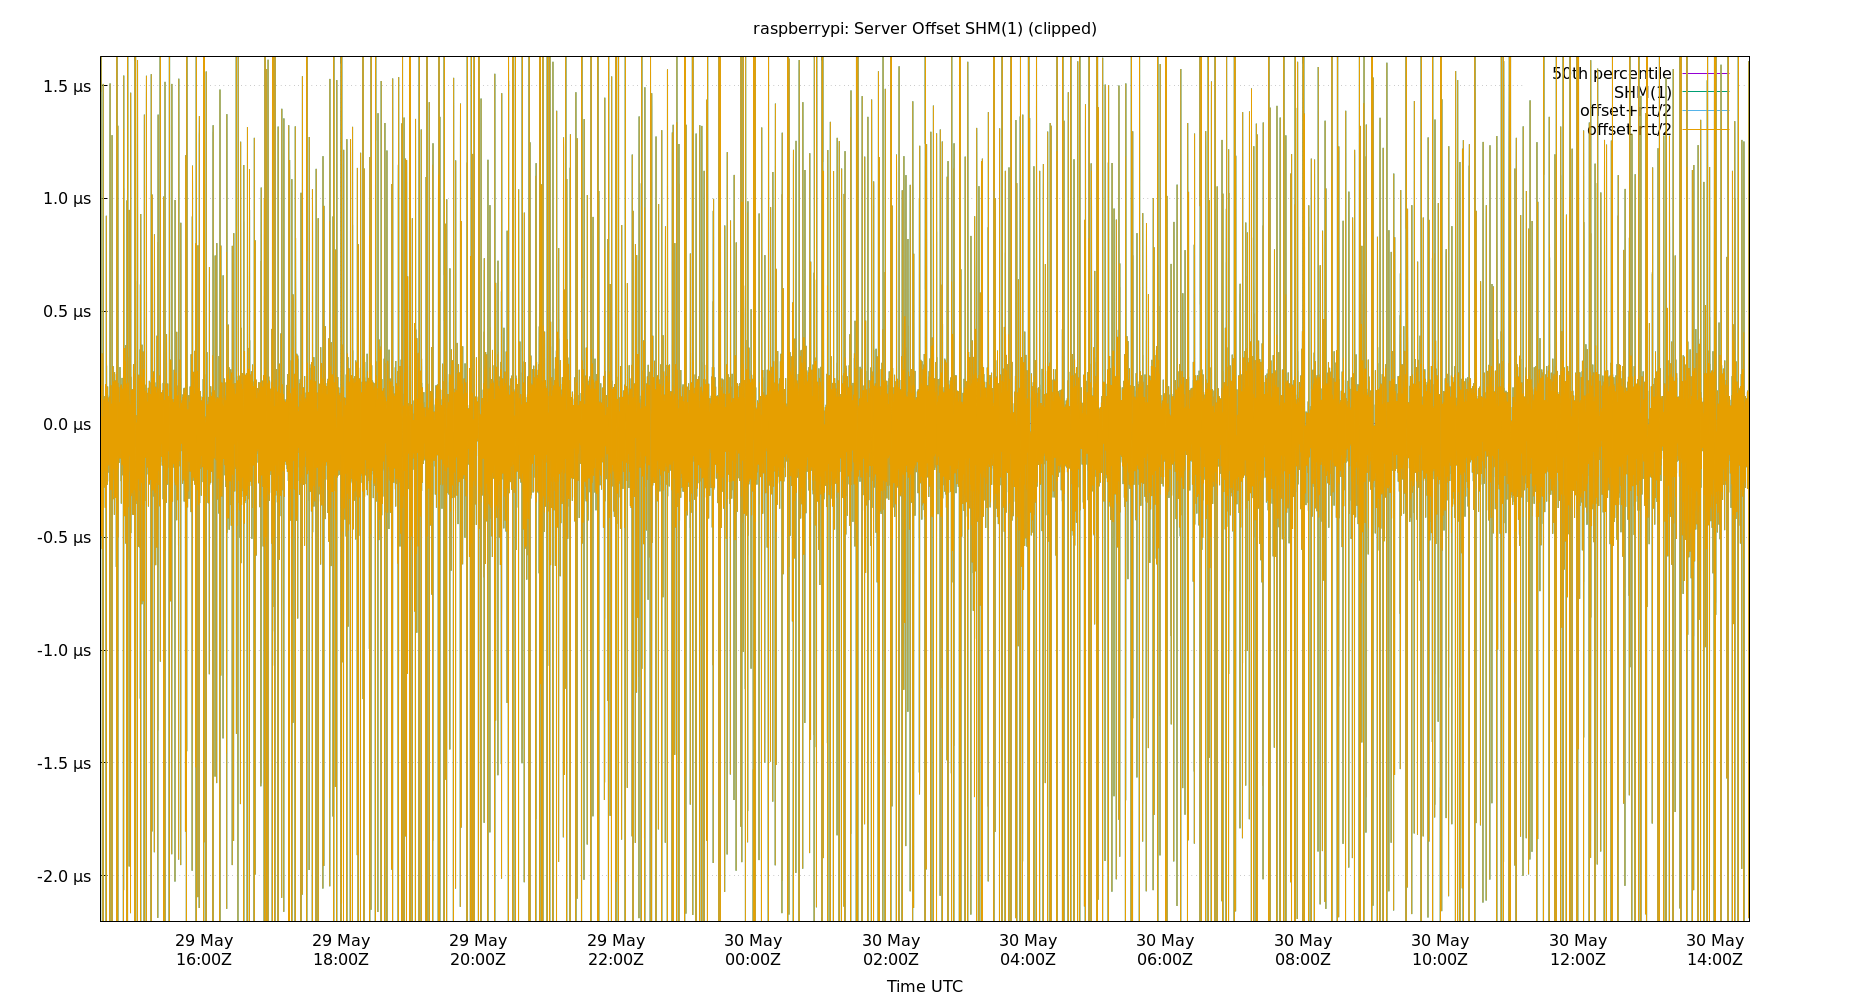 raspberrypi: Server Offset SHM(1) (clipped)
50th percentile
SHM(1)
offset+rtt/2
offset-rtt/2
1.5 µs
1.0 µs
0.5 µs
0.0 µs
-0.5 µs
-1.0 µs
-1.5 µs
-2.0 µs
29 May 29 May 29 May 29 May 30 May 30 May 30 May 30 May 30 May 30 May 30 May 30 May
16:00Z 18:00Z 20:00Z 22:00Z 00:00Z 02:00Z 04:00Z 06:00Z 08:00Z 10:00Z 12:00Z 14:00Z
Time UTC